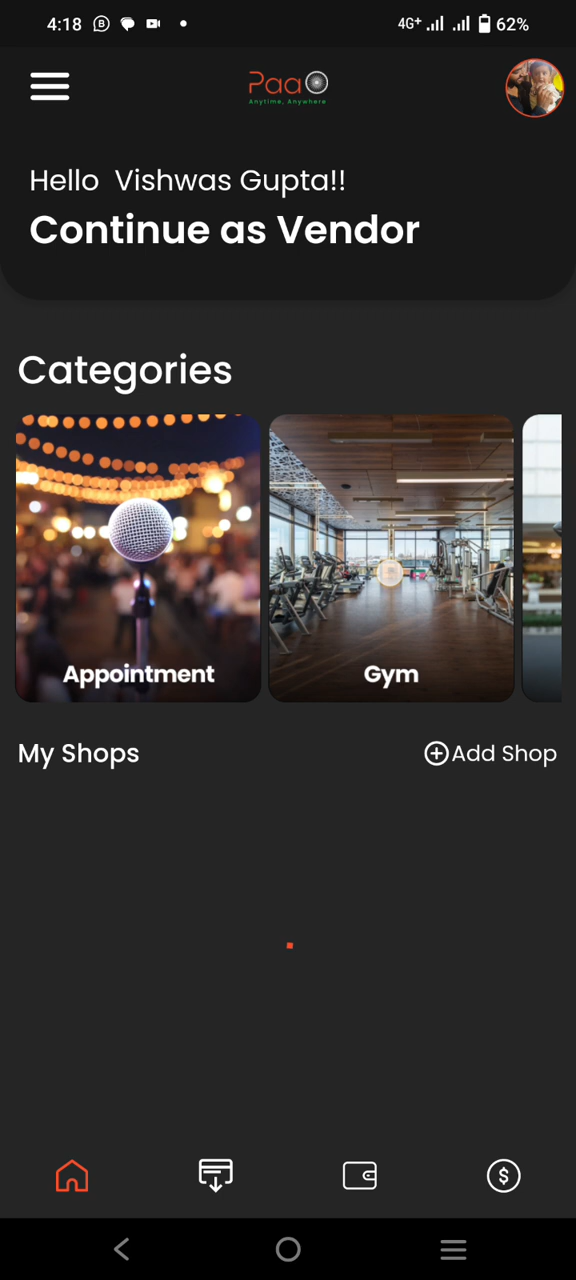 4:18
4G+ 62%
PaaO
Anytime, Anywhere
Hello Vishwas Gupta!!
Continue as Vendor
Categories
Appointment
Gym
My Shops
Add Shop